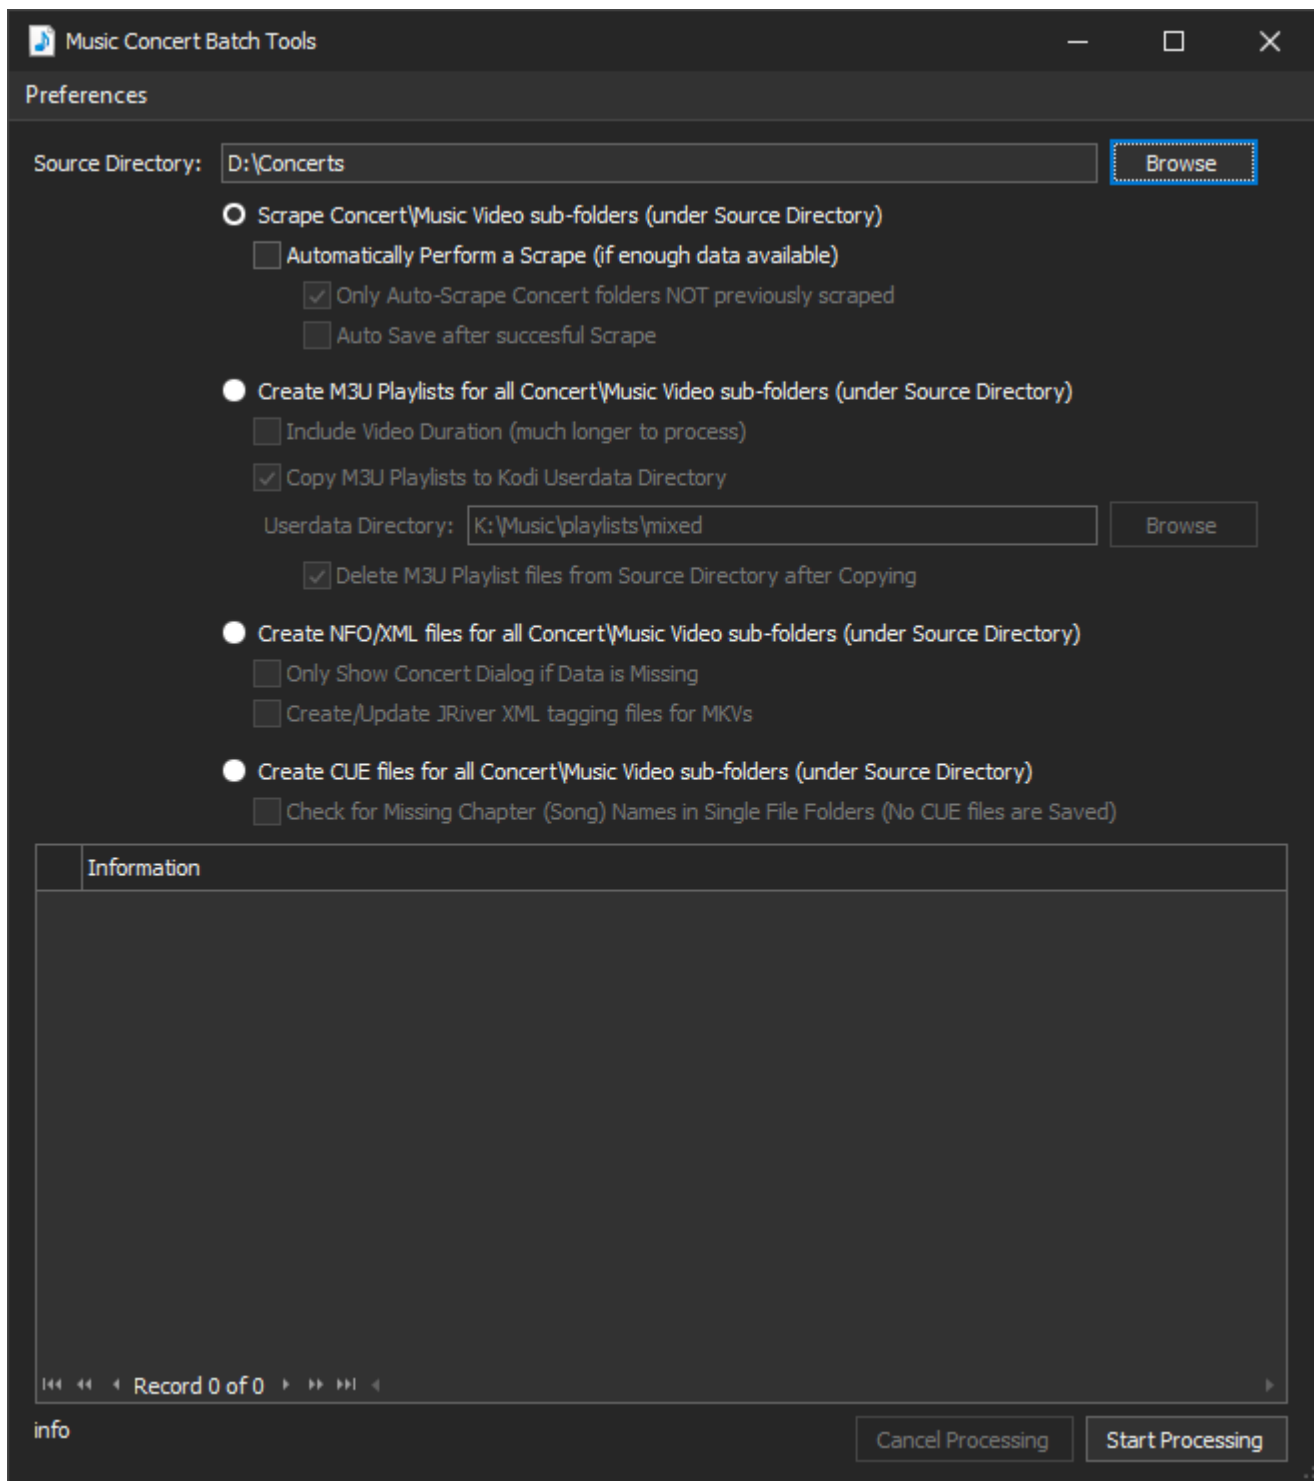 Music Concert Batch Tools
Preferences
Source Directory: D:\Concerts Browse
Scrape Concert\Music Video sub-folders (under Source Directory)
Automatically Perform a Scrape (if enough data available)
Only Auto-Scrape Concert folders NOT previously scraped
Auto Save after succesful Scrape
Create M3U Playlists for all Concert\Music Video sub-folders (under Source Directory)
Include Video Duration (much longer to process)
Copy M3U Playlists to Kodi Userdata Directory
Userdata Directory: K:\Music\playlists\mixed Browse
Delete M3U Playlist files from Source Directory after Copying
Create NFO/XML files for all Concert\Music Video sub-folders (under Source Directory)
Only Show Concert Dialog if Data is Missing
Create/Update JRiver XML tagging files for MKVs
Create CUE files for all Concert\Music Video sub-folders (under Source Directory)
Check for Missing Chapter (Song) Names in Single File Folders (No CUE files are Saved)
Information
Record 0 of 0
info Cancel Processing Start Processing